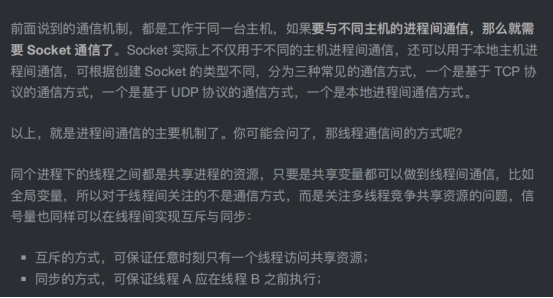 前面说到的通信机制，都是工作于同一台主机，如果要与不同主机的进程间通信，那么就需
要 Socket 通信了。Socket 实际上不仅用于不同的主机进程间通信，还可以用于本地主机进
程间通信，可根据创建 Socket 的类型不同，分为三种常见的通信方式，一个是基于 TCP 协
议的通信方式，一个是基于 UDP 协议的通信方式，一个是本地进程间通信方式。
以上，就是进程间通信的主要机制了。你可能会问了，那线程通信间的方式呢？
同个进程下的线程之间都是共享进程的资源，只要是共享变量都可以做到线程间通信，比如
全局变量，所以对于线程间关注的不是通信方式，而是关注多线程竞争共享资源的问题，信
号量也同样可以在线程间实现互斥与同步：
▪ 互斥的方式，可保证任意时刻只有一个线程访问共享资源；
▪ 同步的方式，可保证线程 A 应在线程 B 之前执行；